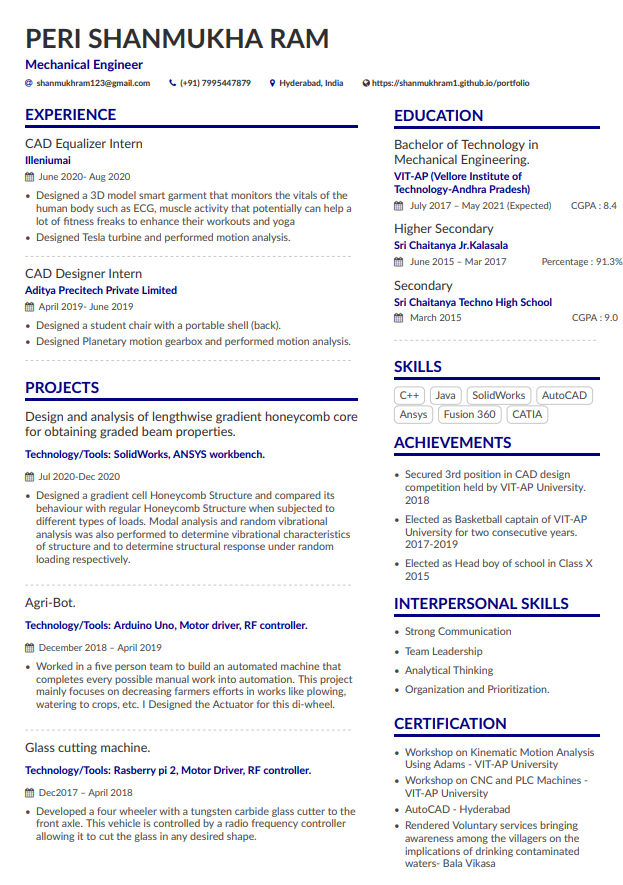 PERI SHANMUKHA RAM
Mechanical Engineer
@ shanmukhram123@gmail.com (+91) 7995447879 Hyderabad, India https://shanmukhram1.github.io/portfolio
EXPERIENCE
CAD Equalizer Intern
Illeniumai
June 2020- Aug 2020
• Designed a 3D model smart garment that monitors the vitals of the
human body such as ECG, muscle activity that potentially can help a
lot of fitness freaks to enhance their workouts and yoga
• Designed Tesla turbine and performed motion analysis.
CAD Designer Intern
Aditya Precitech Private Limited
April 2019- June 2019
• Designed a student chair with a portable shell (back).
• Designed Planetary motion gearbox and performed motion analysis.
PROJECTS
Design and analysis of lengthwise gradient honeycomb core
for obtaining graded beam properties.
Technology/Tools: SolidWorks, ANSYS workbench.
Jul 2020-Dec 2020
• Designed a gradient cell Honeycomb Structure and compared its
behaviour with regular Honeycomb Structure when subjected to
different types of loads. Modal analysis and random vibrational
analysis was also performed to determine vibrational characteristics
of structure and to determine structural response under random
loading respectively.
Agri-Bot.
Technology/Tools: Arduino Uno, Motor driver, RF controller.
December 2018 – April 2019
• Worked in a five person team to build an automated machine that
completes every possible manual work into automation. This project
mainly focuses on decreasing farmers efforts in works like plowing,
watering to crops, etc. I Designed the Actuator for this di-wheel.
Glass cutting machine.
Technology/Tools: Rasberry pi 2, Motor Driver, RF controller.
Dec2017 – April 2018
• Developed a four wheeler with a tungsten carbide glass cutter to the
front axle. This vehicle is controlled by a radio frequency controller
allowing it to cut the glass in any desired shape.
EDUCATION
Bachelor of Technology in
Mechanical Engineering.
VIT-AP (Vellore Institute of
Technology-Andhra Pradesh)
July 2017 – May 2021 (Expected) CGPA : 8.4
Higher Secondary
Sri Chaitanya Jr.Kalasala
June 2015 – Mar 2017 Percentage : 91.3%
Secondary
Sri Chaitanya Techno High School
March 2015 CGPA : 9.0
SKILLS
C++ Java SolidWorks AutoCAD
Ansys Fusion 360 CATIA
ACHIEVEMENTS
• Secured 3rd position in CAD design
competition held by VIT-AP University.
2018
• Elected as Basketball captain of VIT-AP
University for two consecutive years.
2017-2019
• Elected as Head boy of school in Class X
2015
INTERPERSONAL SKILLS
• Strong Communication
• Team Leadership
• Analytical Thinking
• Organization and Prioritization.
CERTIFICATION
• Workshop on Kinematic Motion Analysis
Using Adams - VIT-AP University
• Workshop on CNC and PLC Machines -
VIT-AP University
• AutoCAD - Hyderabad
• Rendered Voluntary services bringing
awareness among the villagers on the
implications of drinking contaminated
waters- Bala Vikasa